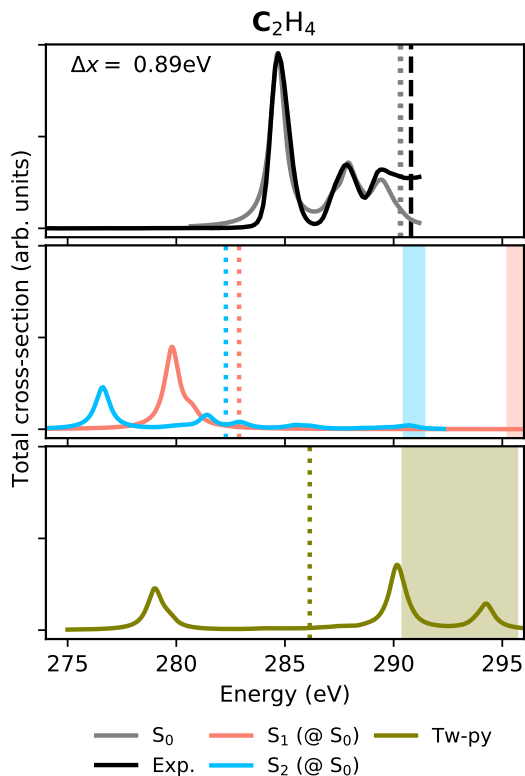 C₂H₄
Δx = 0.89eV
Total cross-section (arb. units)
275 280 285 290 295
Energy (eV)
S₀ S₁ (@ S₀) Tw-py
Exp. S₂ (@ S₀)